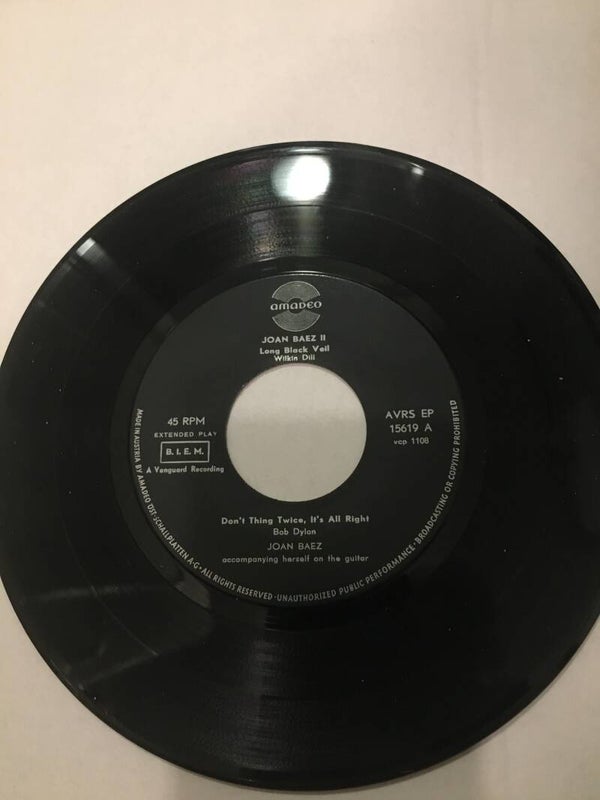 amadeo
JOAN BAEZ II
Long Black Veil
Wilkin Dill
45 RPM
EXTENDED PLAY
B. I. E. M.
A Vanguard Recording
AVRS EP
15619 A
vcp 1108
Don't Thing Twice, It's All Right
Bob Dylan
JOAN BAEZ
accompanying herself on the guitar
MADE IN AUSTRIA BY AMADEO ÖST. SCHALLPLATTEN A-G • ALL RIGHTS RESERVED • UNAUTHORIZED PUBLIC PERFORMANCE • BROADCASTING OR COPYING PROHIBITED